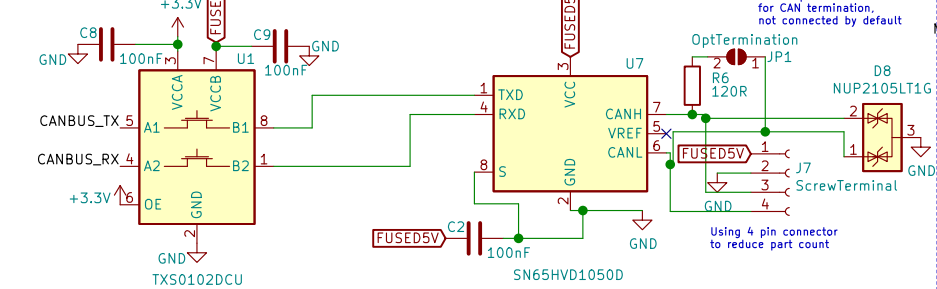 for CAN termination,
not connected by default
+3.3V
FUSED5
C8
GND
100nF
3
7
C9
GND
100nF
U1
VCCA
VCCB
CANBUS_TX
5
A1
B1
8
CANBUS_RX
4
A2
B2
1
+3.3V
6
OE
GND
2
GND
TXS0102DCU
FUSED5
3
U7
VCC
1
TXD
4
RXD
CANH
7
VREF
5
CANL
6
8
S
GND
2
FUSED5V
C2
100nF
GND
SN65HVD1050D
OptTermination
2
1
JP1
R6
120R
D8
NUP2105LT1G
2
3
1
GND
FUSED5V
1
2
J7
3
ScrewTerminal
GND
4
Using 4 pin connector
to reduce part count